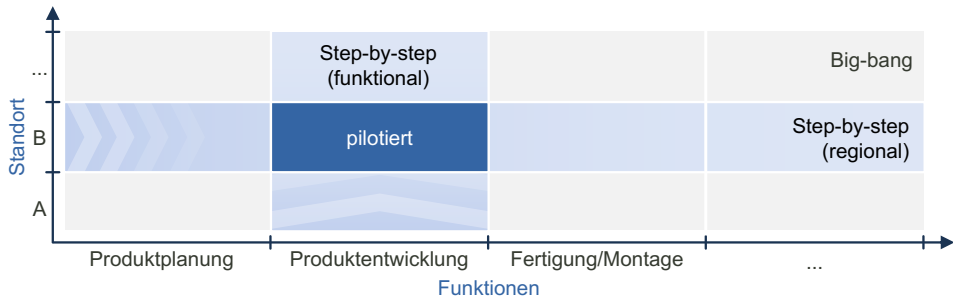 Standort
...
B
A
Step-by-step
(funktional)
Big-bang
pilotiert
Step-by-step
(regional)
Produktplanung
Produktentwicklung
Fertigung/Montage
...
Funktionen